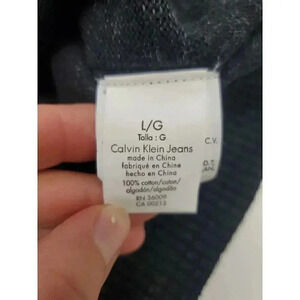 L/G
Talla : G
Calvin Klein Jeans
made in China
fabriqué en Chine
hecho en China
100% cotton/coton/
algodón/algodão
RN 36009
CA 00213
C.V.